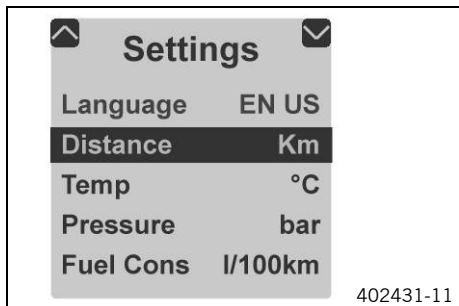 Settings
Language EN US
Distance Km
Temp °C
Pressure bar
Fuel Cons l/100km
402431-11